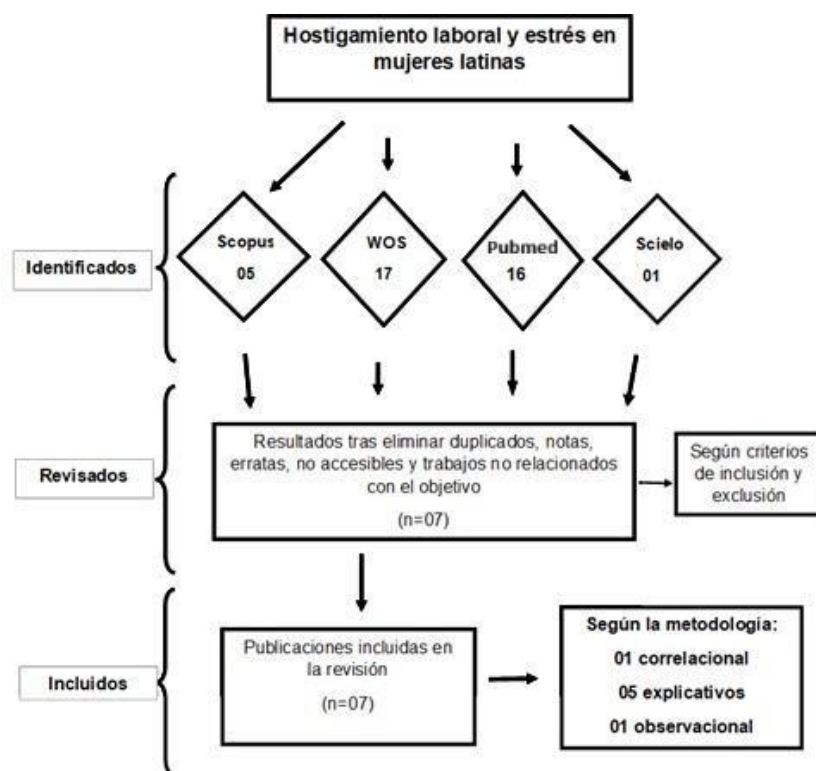 Hostigamiento laboral y estrés en
mujeres latinas
Identificados
Scopus
05
WOS
17
Pubmed
16
Scielo
01
Revisados
Resultados tras eliminar duplicados, notas,
erratas, no accesibles y trabajos no relacionados
con el objetivo
(n=07)
Según criterios
de inclusión y
exclusión
Incluidos
Publicaciones incluidas en
la revisión
(n=07)
Según la metodología:
01 correlacional
05 explicativos
01 observacional